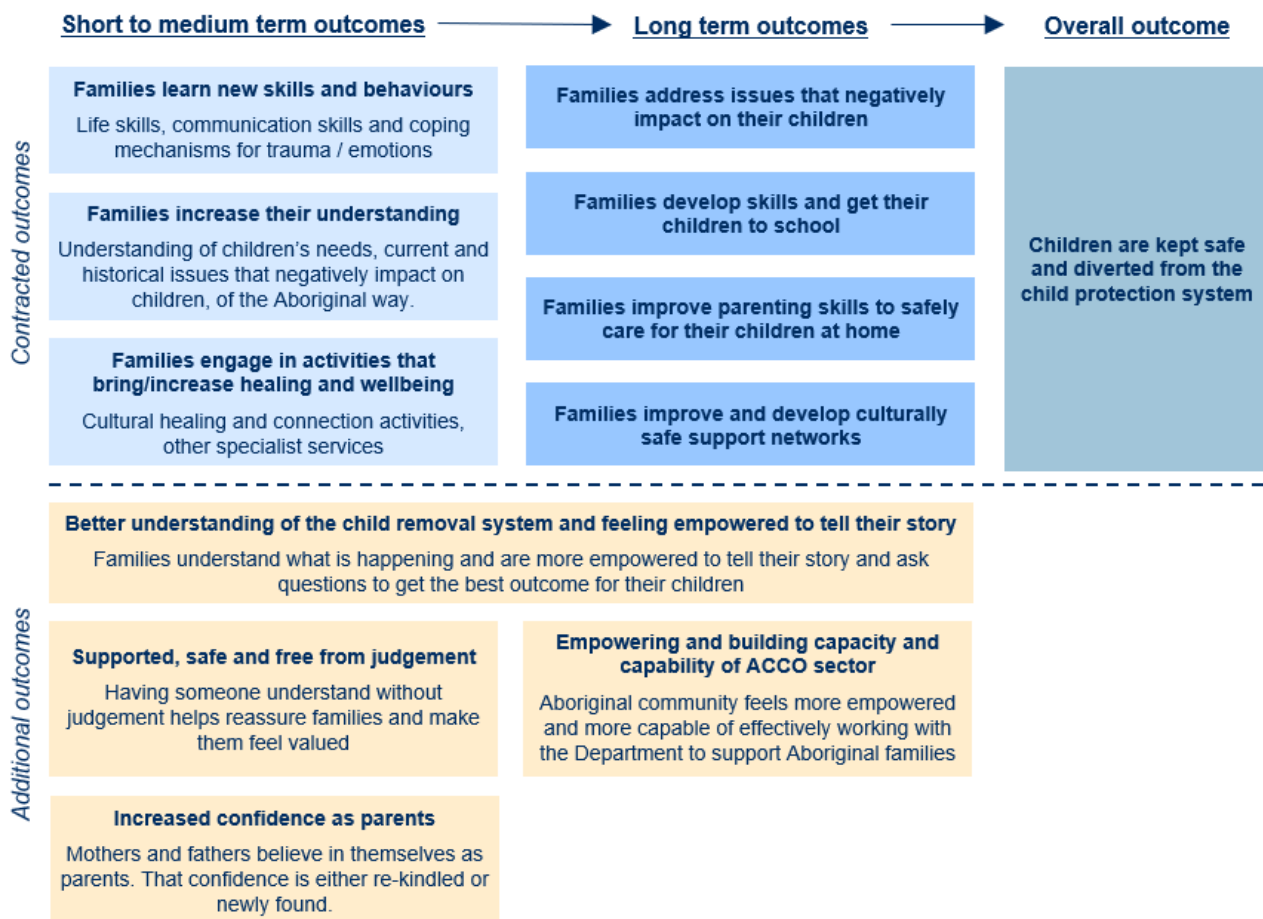 Short to medium term outcomes
Long term outcomes
Overall outcome
Contracted outcomes
Families learn new skills and behaviours
Life skills, communication skills and coping
mechanisms for trauma / emotions
Families increase their understanding
Understanding of children's needs, current and
historical issues that negatively impact on
children, of the Aboriginal way.
Families engage in activities that
bring/increase healing and wellbeing
Cultural healing and connection activities,
other specialist services
Families address issues that negatively
impact on their children
Families develop skills and get their
children to school
Families improve parenting skills to safely
care for their children at home
Families improve and develop culturally
safe support networks
Children are kept safe
and diverted from the
child protection system
Additional outcomes
Better understanding of the child removal system and feeling empowered to tell their story
Families understand what is happening and are more empowered to tell their story and ask
questions to get the best outcome for their children
Supported, safe and free from judgement
Having someone understand without
judgement helps reassure families and make
them feel valued
Empowering and building capacity and
capability of ACCO sector
Aboriginal community feels more empowered
and more capable of effectively working with
the Department to support Aboriginal families
Increased confidence as parents
Mothers and fathers believe in themselves as
parents. That confidence is either re-kindled or
newly found.